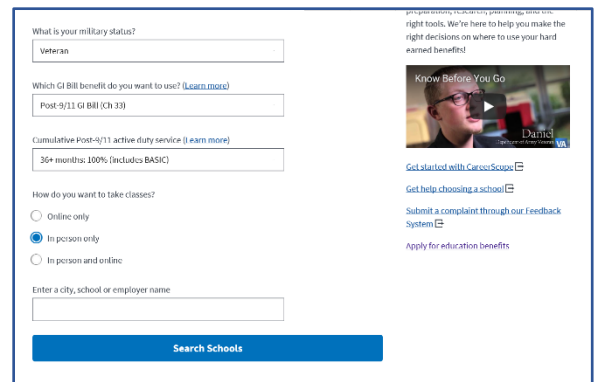 What is your military status?
Veteran
Which GI Bill benefit do you want to use? (Learn more)
Post-9/11 GI Bill (Ch 33)
Cumulative Post-9/11 active duty service (Learn more)
36+ months: 100% (includes BASIC)
How do you want to take classes?
Online only
In person only
In person and online
Enter a city, school or employer name
Search Schools
preparation, research, planning, and the
right tools. We're here to help you make the
right decisions on where to use your hard
earned benefits!
Know Before You Go
Daniel
VA
Get started with CareerScope
Get help choosing a school
Submit a complaint through our Feedback
System
Apply for education benefits